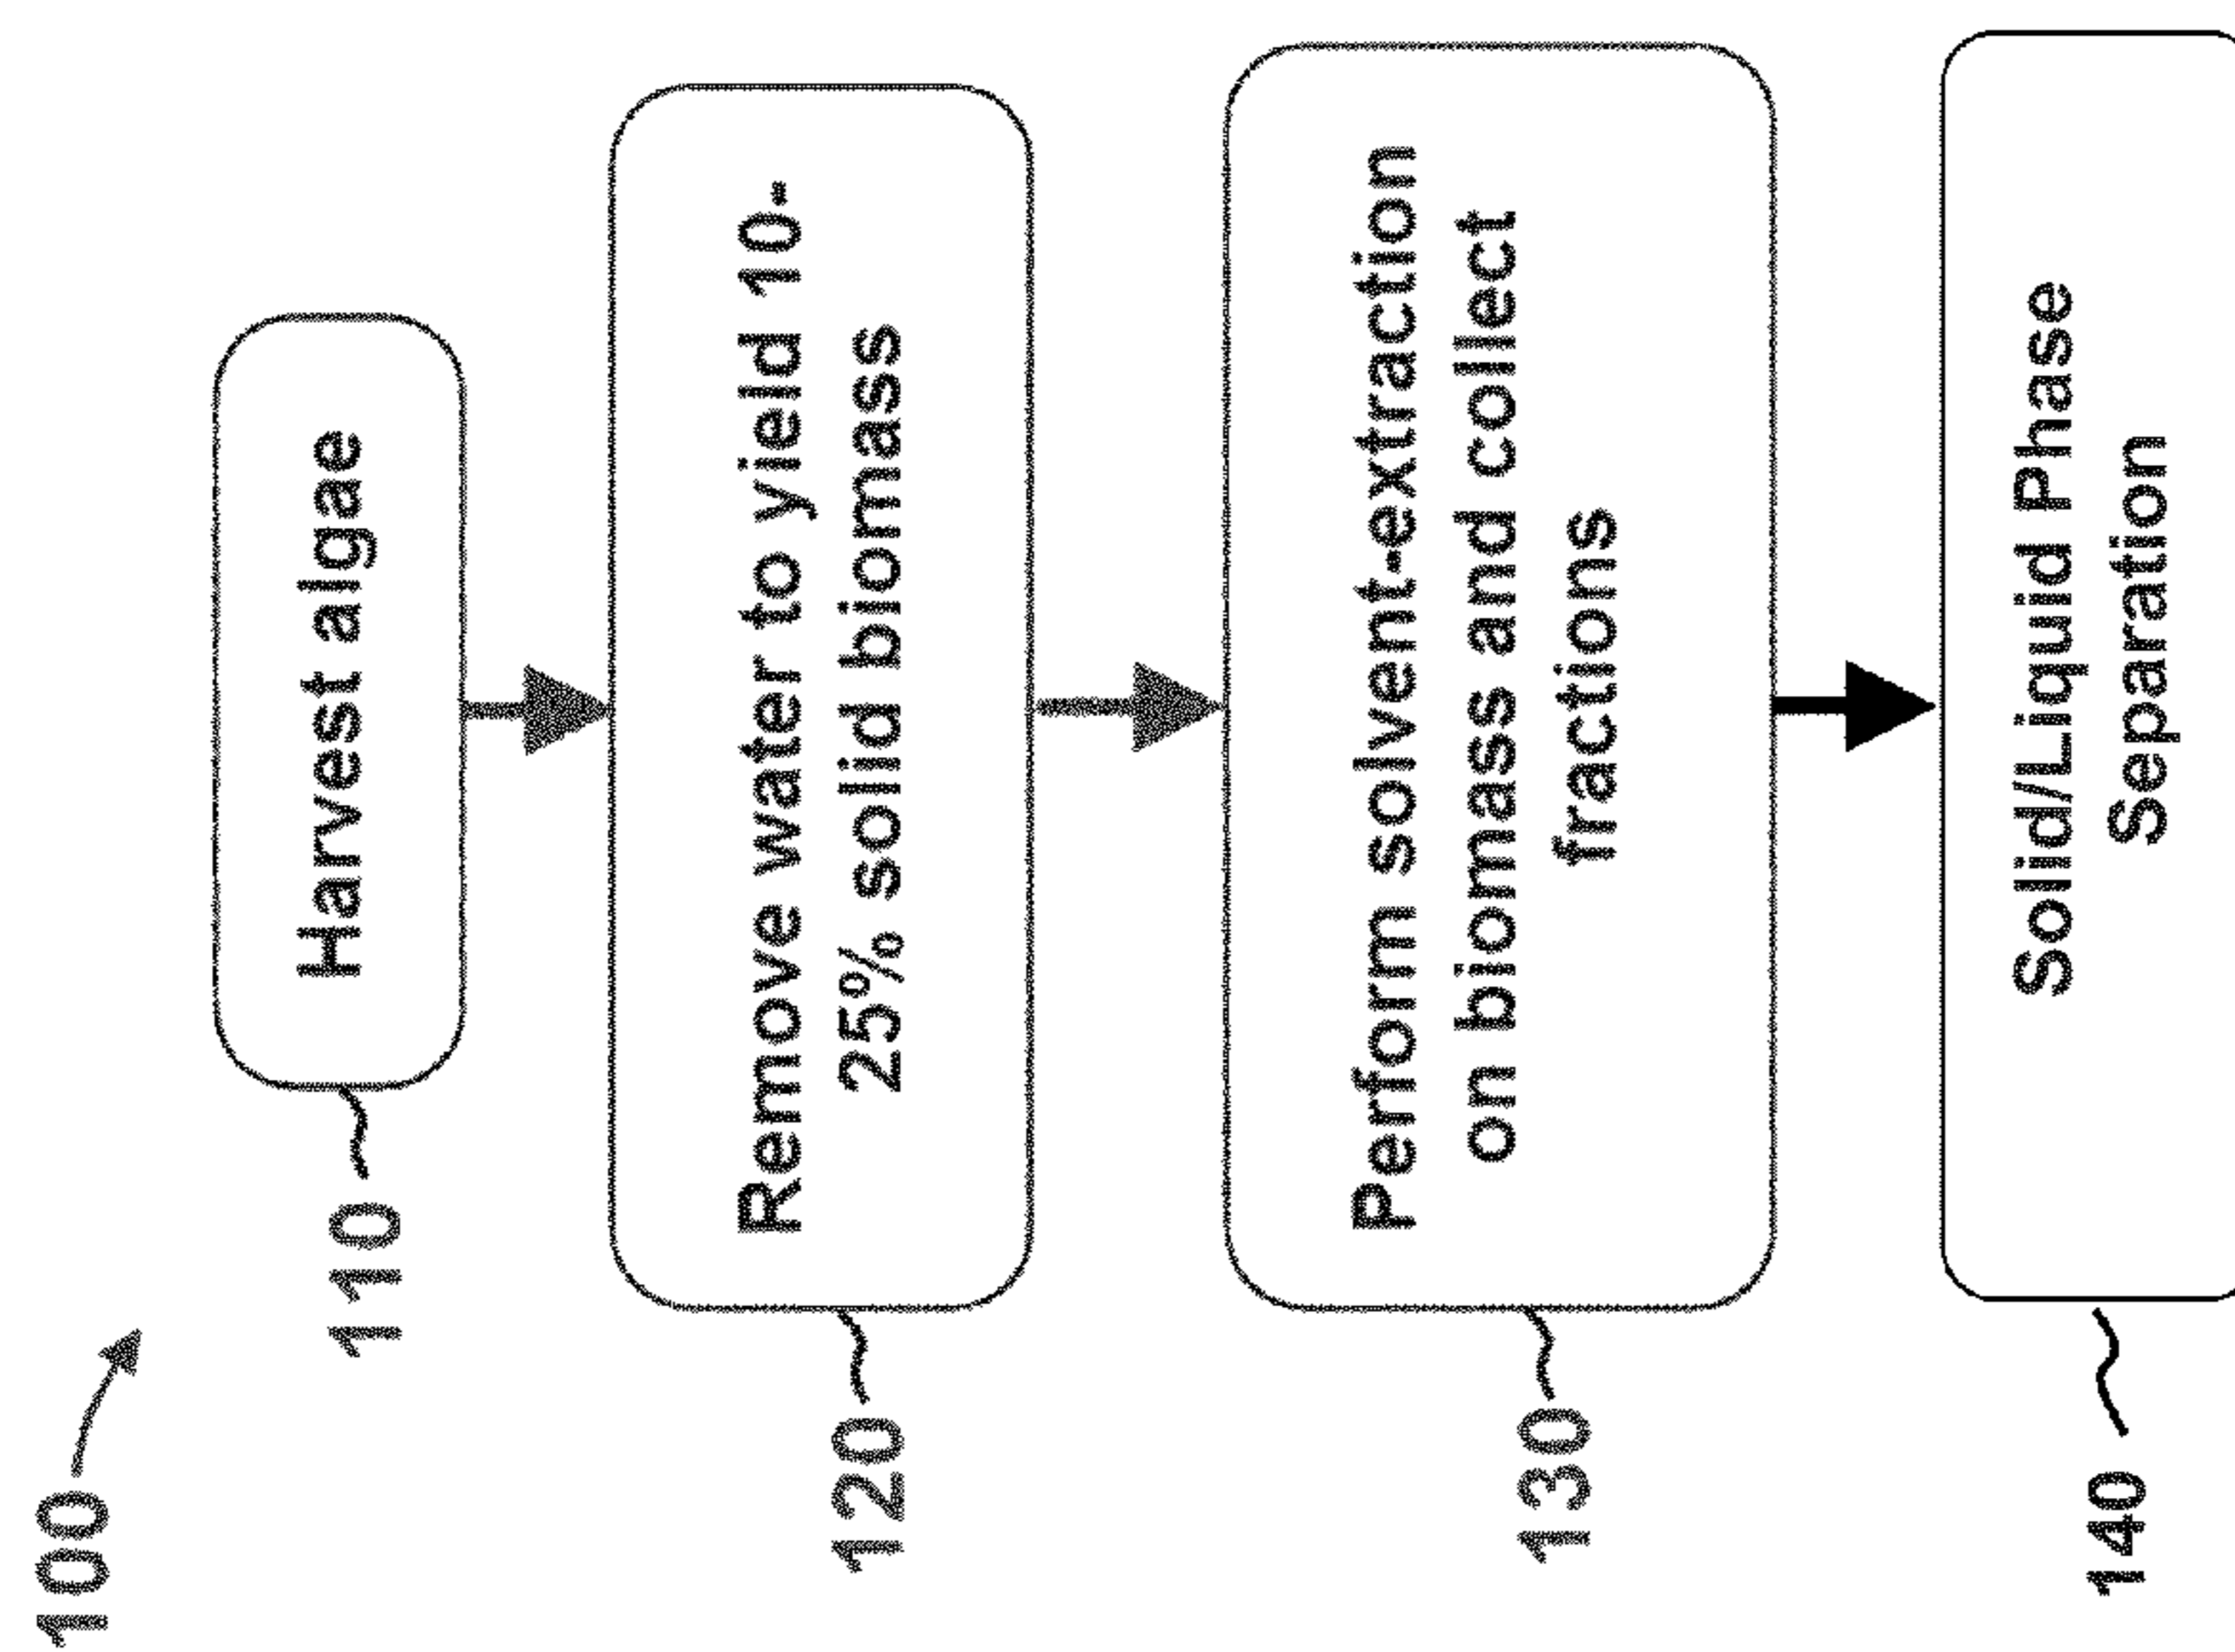 100
110
Harvest algae
120
Remove water to yield 10-
25% solid biomass
130
Perform solvent-extraction
on biomass and collect
fractions
140
Solid/Liquid Phase
Separation